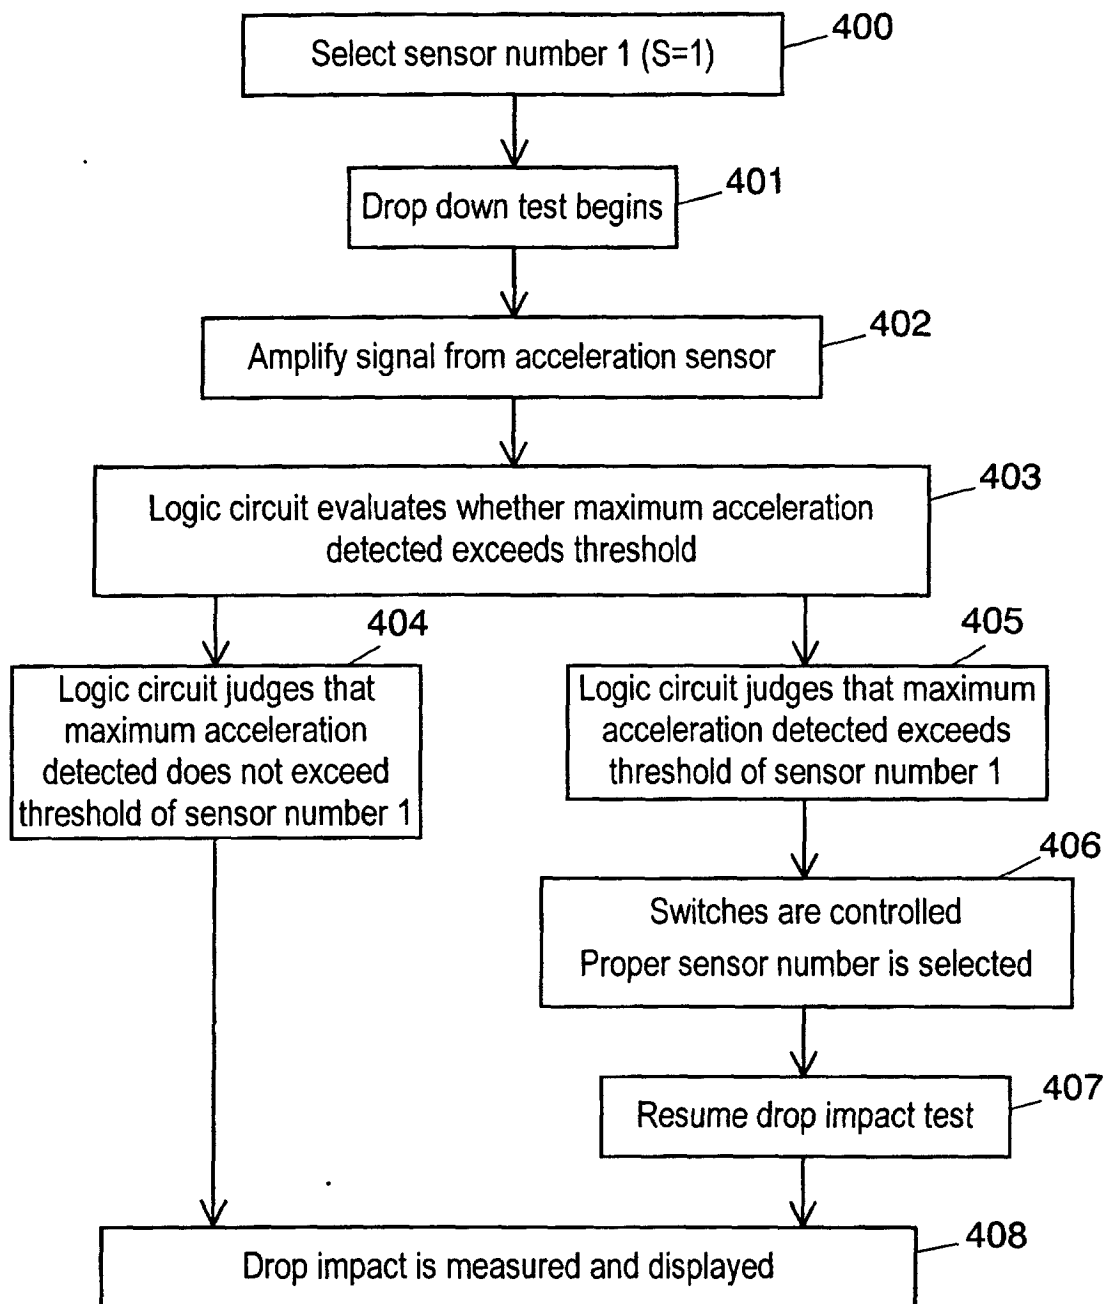 400
Select sensor number 1 (S=1)
401
Drop down test begins
402
Amplify signal from acceleration sensor
403
Logic circuit evaluates whether maximum acceleration
detected exceeds threshold
404
Logic circuit judges that
maximum acceleration
detected does not exceed
threshold of sensor number 1
405
Logic circuit judges that maximum
acceleration detected exceeds
threshold of sensor number 1
406
Switches are controlled
Proper sensor number is selected
407
Resume drop impact test
408
Drop impact is measured and displayed